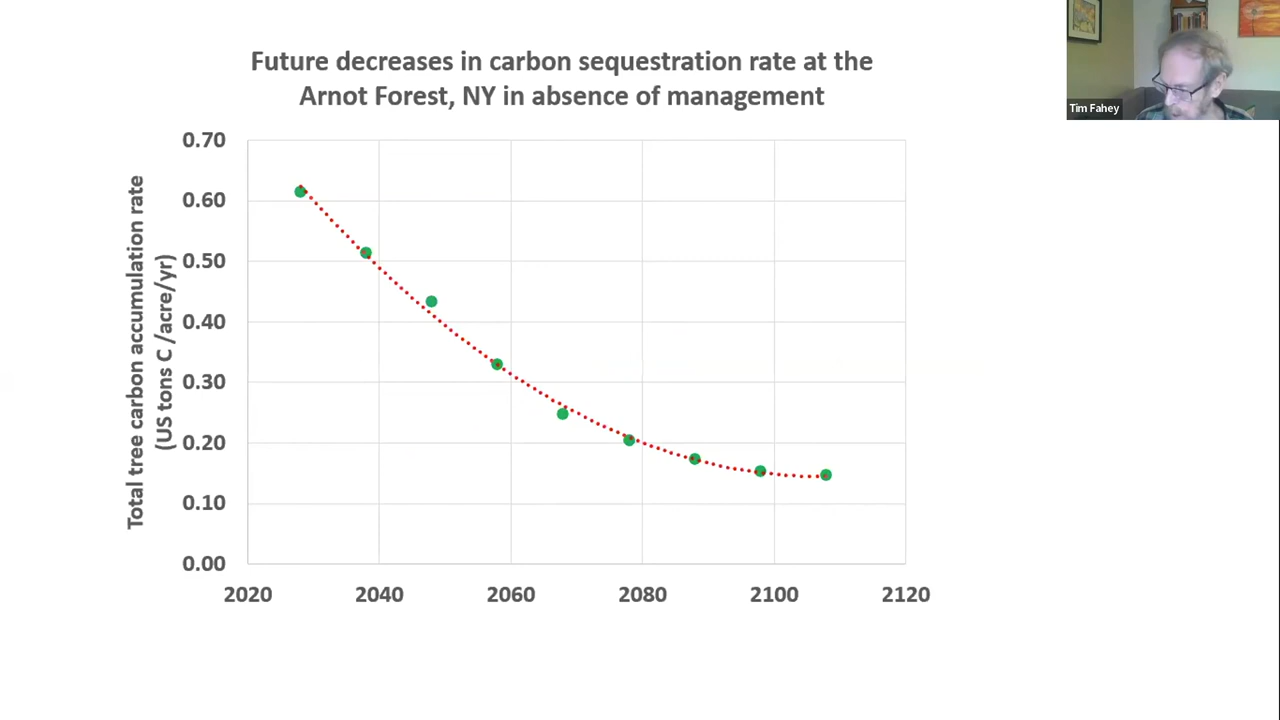 Future decreases in carbon sequestration rate at the
Arnot Forest, NY in absence of management
Tim Fahey
Total tree carbon accumulation rate
(US tons C /acre/yr)
0.70
0.60
0.50
0.40
0.30
0.20
0.10
0.00
2020 2040 2060 2080 2100 2120